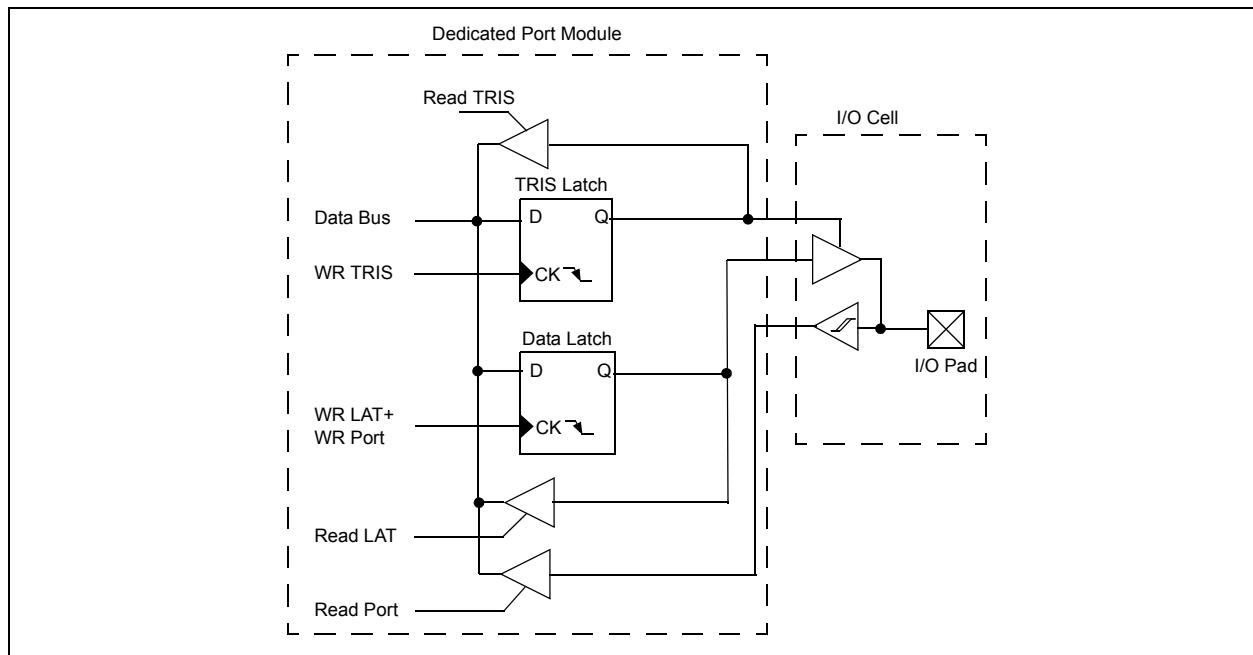 Dedicated Port Module
Read TRIS
I/O Cell
TRIS Latch
Data Bus
D
Q
WR TRIS
CK
I/O Pad
Data Latch
D
Q
WR LAT+
WR Port
CK
Read LAT
Read Port